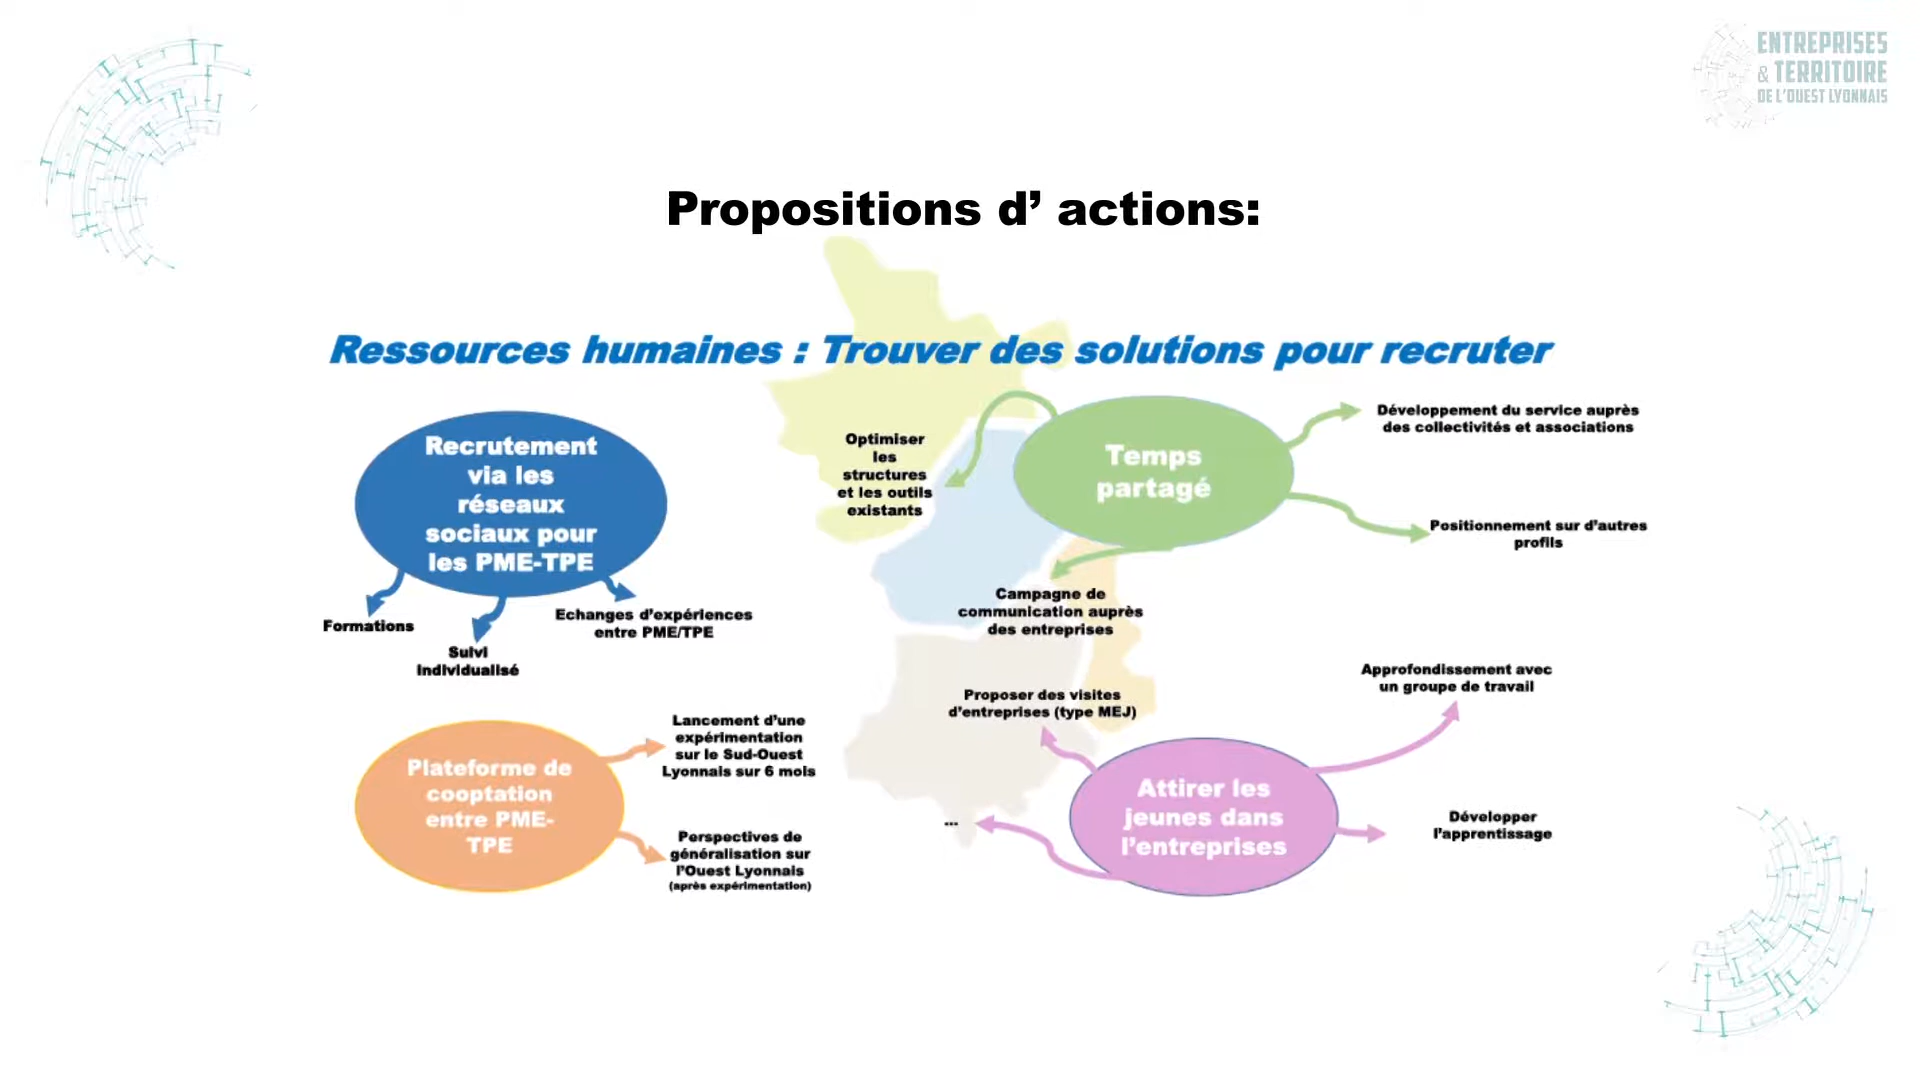 ENTREPRISES
& TERRITOIRE
DE L'OUEST LYONNAIS
Propositions d’ actions:
Ressources humaines : Trouver des solutions pour recruter
Recrutement
via les
réseaux
sociaux pour
les PME-TPE
Formations
Suivi
individualisé
Echanges d’expériences
entre PME/TPE
Optimiser
les
structures
et les outils
existants
Temps
partagé
Développement du service auprès
des collectivités et associations
Positionnement sur d’autres
profils
Campagne de
communication auprès
des entreprises
Plateforme de
cooptation
entre PME-
TPE
Lancement d’une
expérimentation
sur le Sud-Ouest
Lyonnais sur 6 mois
Perspectives de
généralisation sur
l’Ouest Lyonnais
(après expérimentation)
Proposer des visites
d’entreprises (type MEJ)
Approfondissement avec
un groupe de travail
Attirer les
jeunes dans
l’entreprises
Développer
l’apprentissage
...